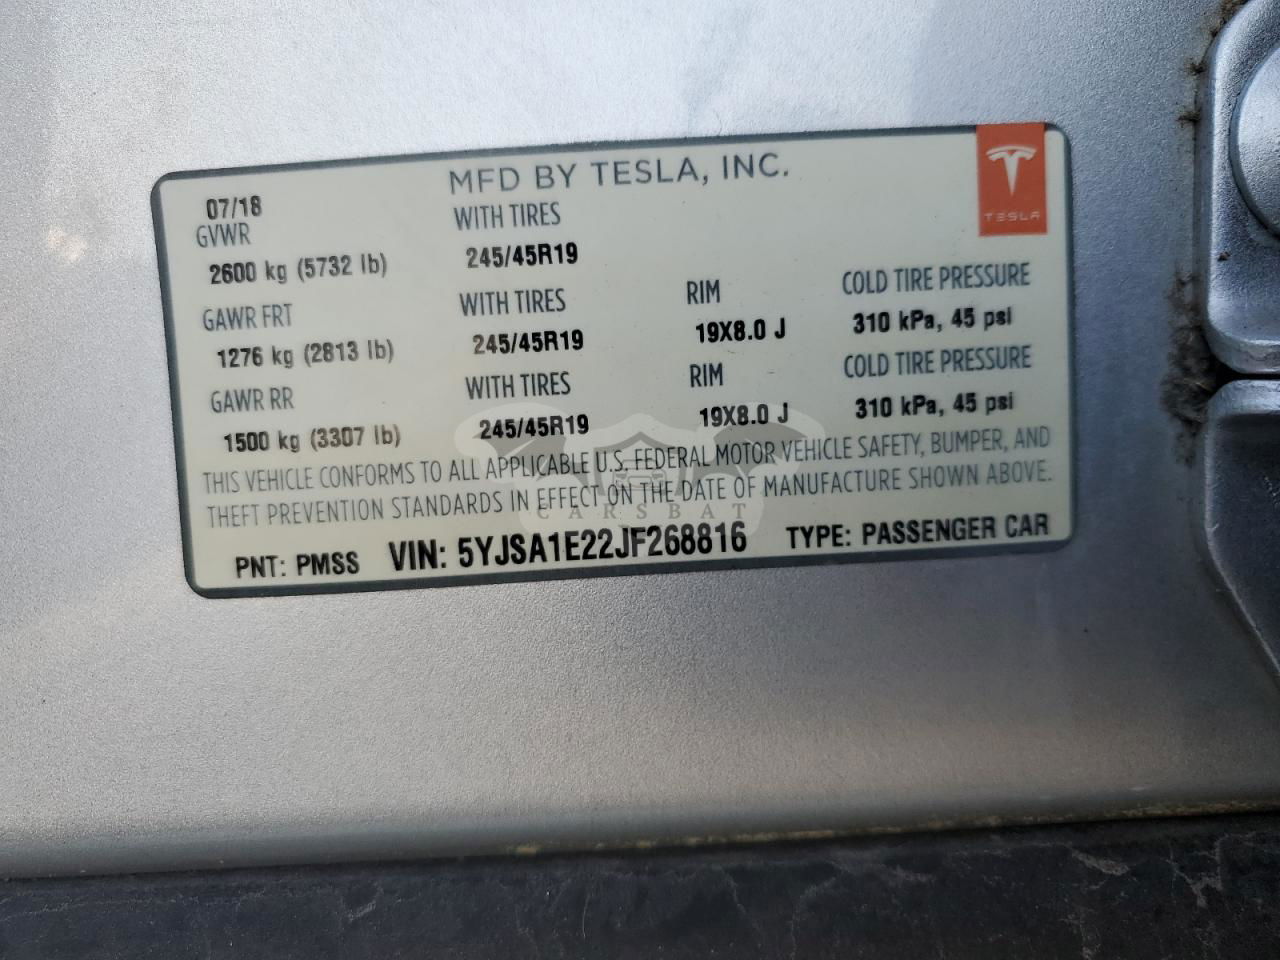 MFD BY TESLA, INC.
TESLA
07/18
GVWR WITH TIRES
2600 kg (5732 lb) 245/45R19
GAWR FRT WITH TIRES RIM COLD TIRE PRESSURE
1276 kg (2813 lb) 245/45R19 19X8.0 J 310 kPa, 45 psi
GAWR RR WITH TIRES RIM COLD TIRE PRESSURE
1500 kg (3307 lb) 245/45R19 19X8.0 J 310 kPa, 45 psi
THIS VEHICLE CONFORMS TO ALL APPLICABLE U.S. FEDERAL MOTOR VEHICLE SAFETY, BUMPER, AND
THEFT PREVENTION STANDARDS IN EFFECT ON THE DATE OF MANUFACTURE SHOWN ABOVE.
CARSBAT
PNT: PMSS VIN: 5YJSA1E22JF268816 TYPE: PASSENGER CAR